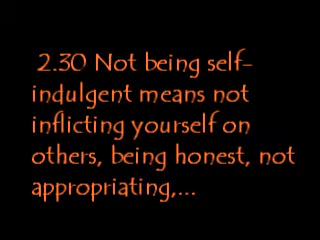 2.30 Not being self-
indulgent means not
inflicting yourself on
others, being honest, not
appropriating,...